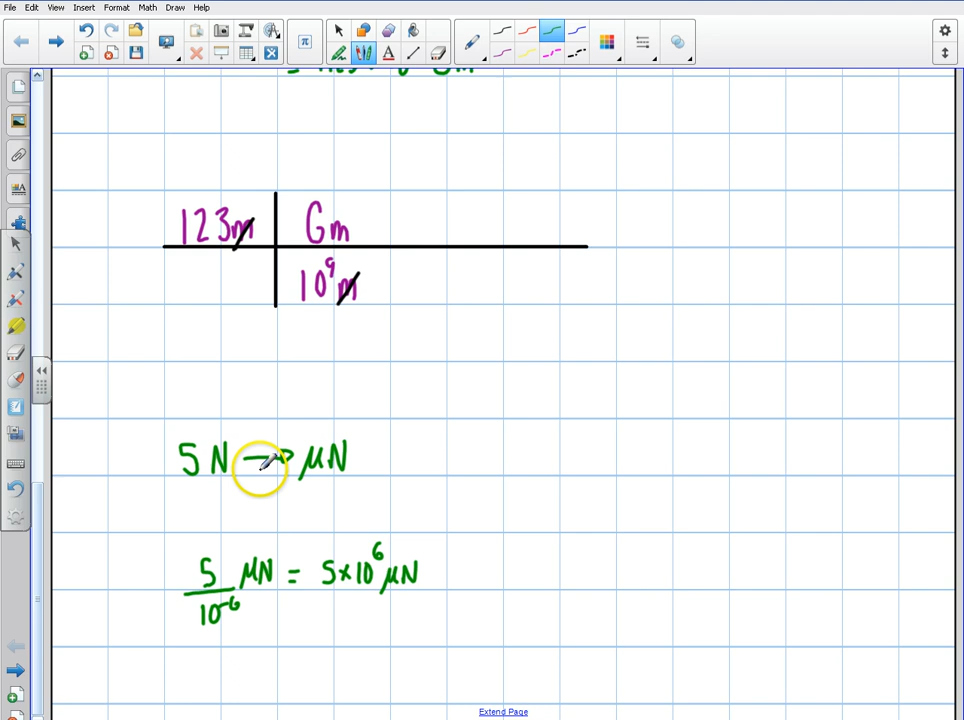 File Edit View Insert Format Math Draw Help
123m Gm
10⁹m
5N → μN
5/10⁻⁶ μN = 5×10⁶ μN
Extend Page